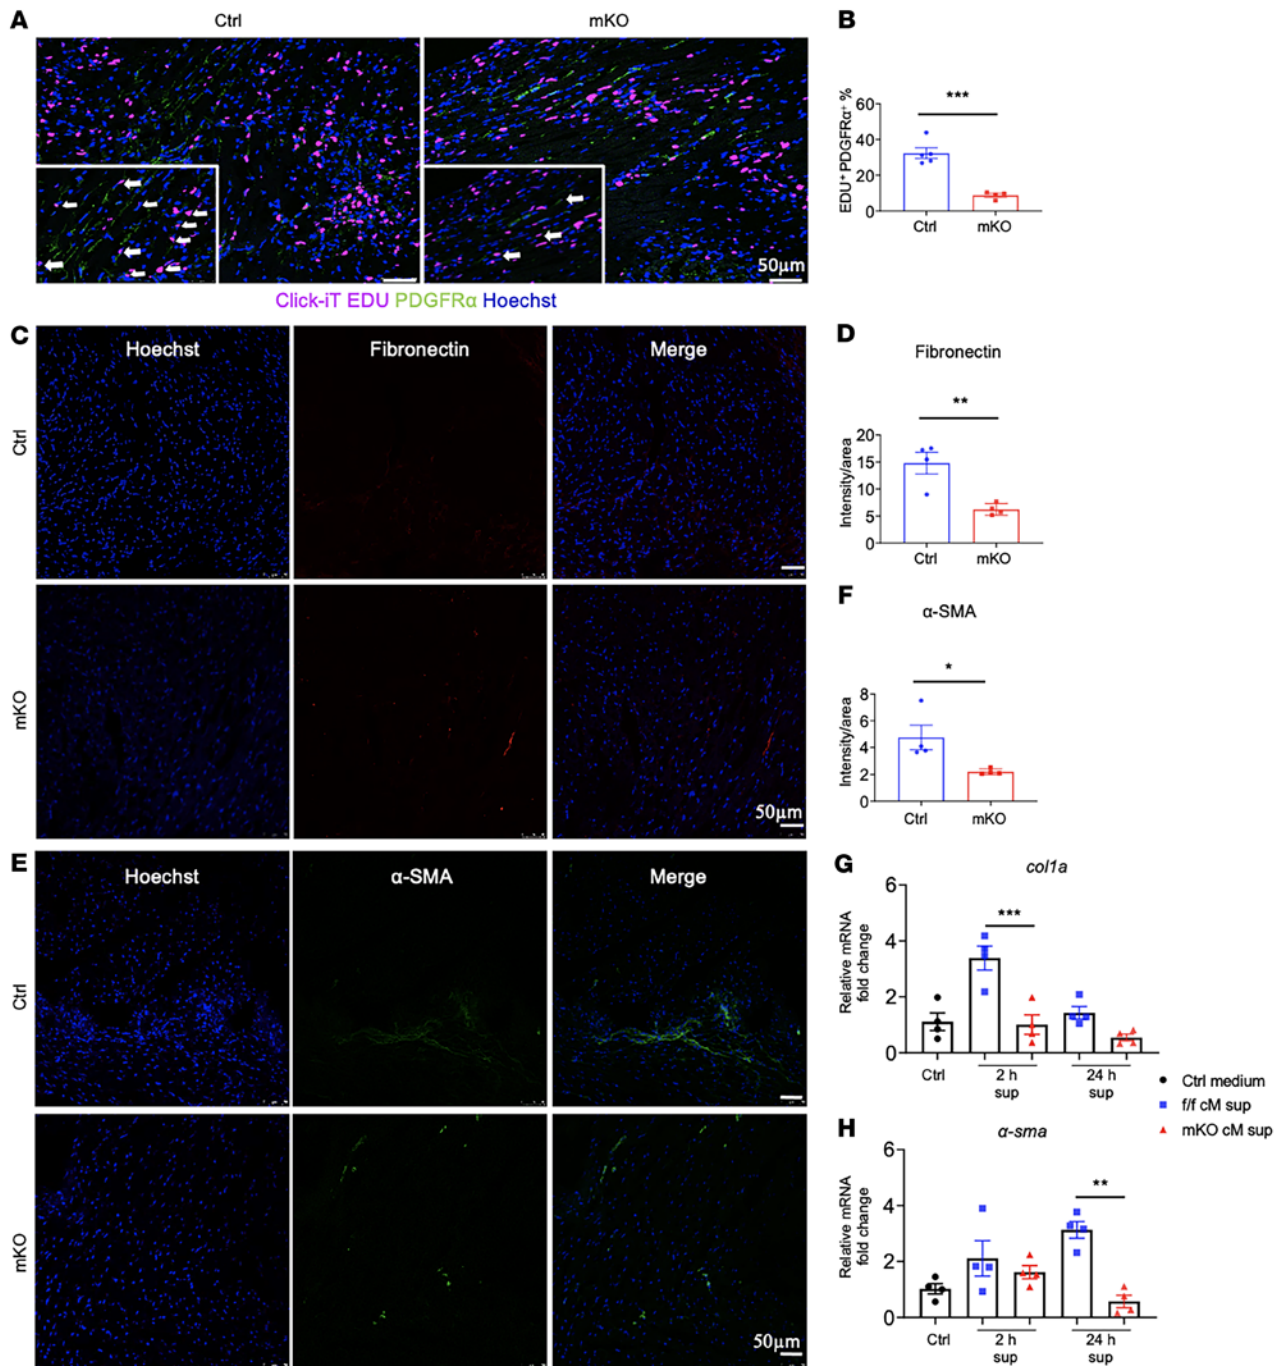 A
Ctrl
mKO
50µm
Click-iT EDU PDGFRα Hoechst
B
EDU⁺ PDGFRα⁺ %
60
40
20
0
***
Ctrl
mKO
C
Hoechst
Fibronectin
Merge
Ctrl
mKO
50µm
D
Fibronectin
**
Intensity/area
20
15
10
5
0
Ctrl
mKO
F
α-SMA
*
Intensity/area
8
6
4
2
0
Ctrl
mKO
E
Hoechst
α-SMA
Merge
Ctrl
mKO
50µm
G
col1a
Relative mRNA
fold change
6
4
2
0
***
Ctrl
2 h
sup
24 h
sup
Ctrl medium
f/f cM sup
mKO cM sup
H
α-sma
Relative mRNA
fold change
6
4
2
0
**
Ctrl
2 h
sup
24 h
sup